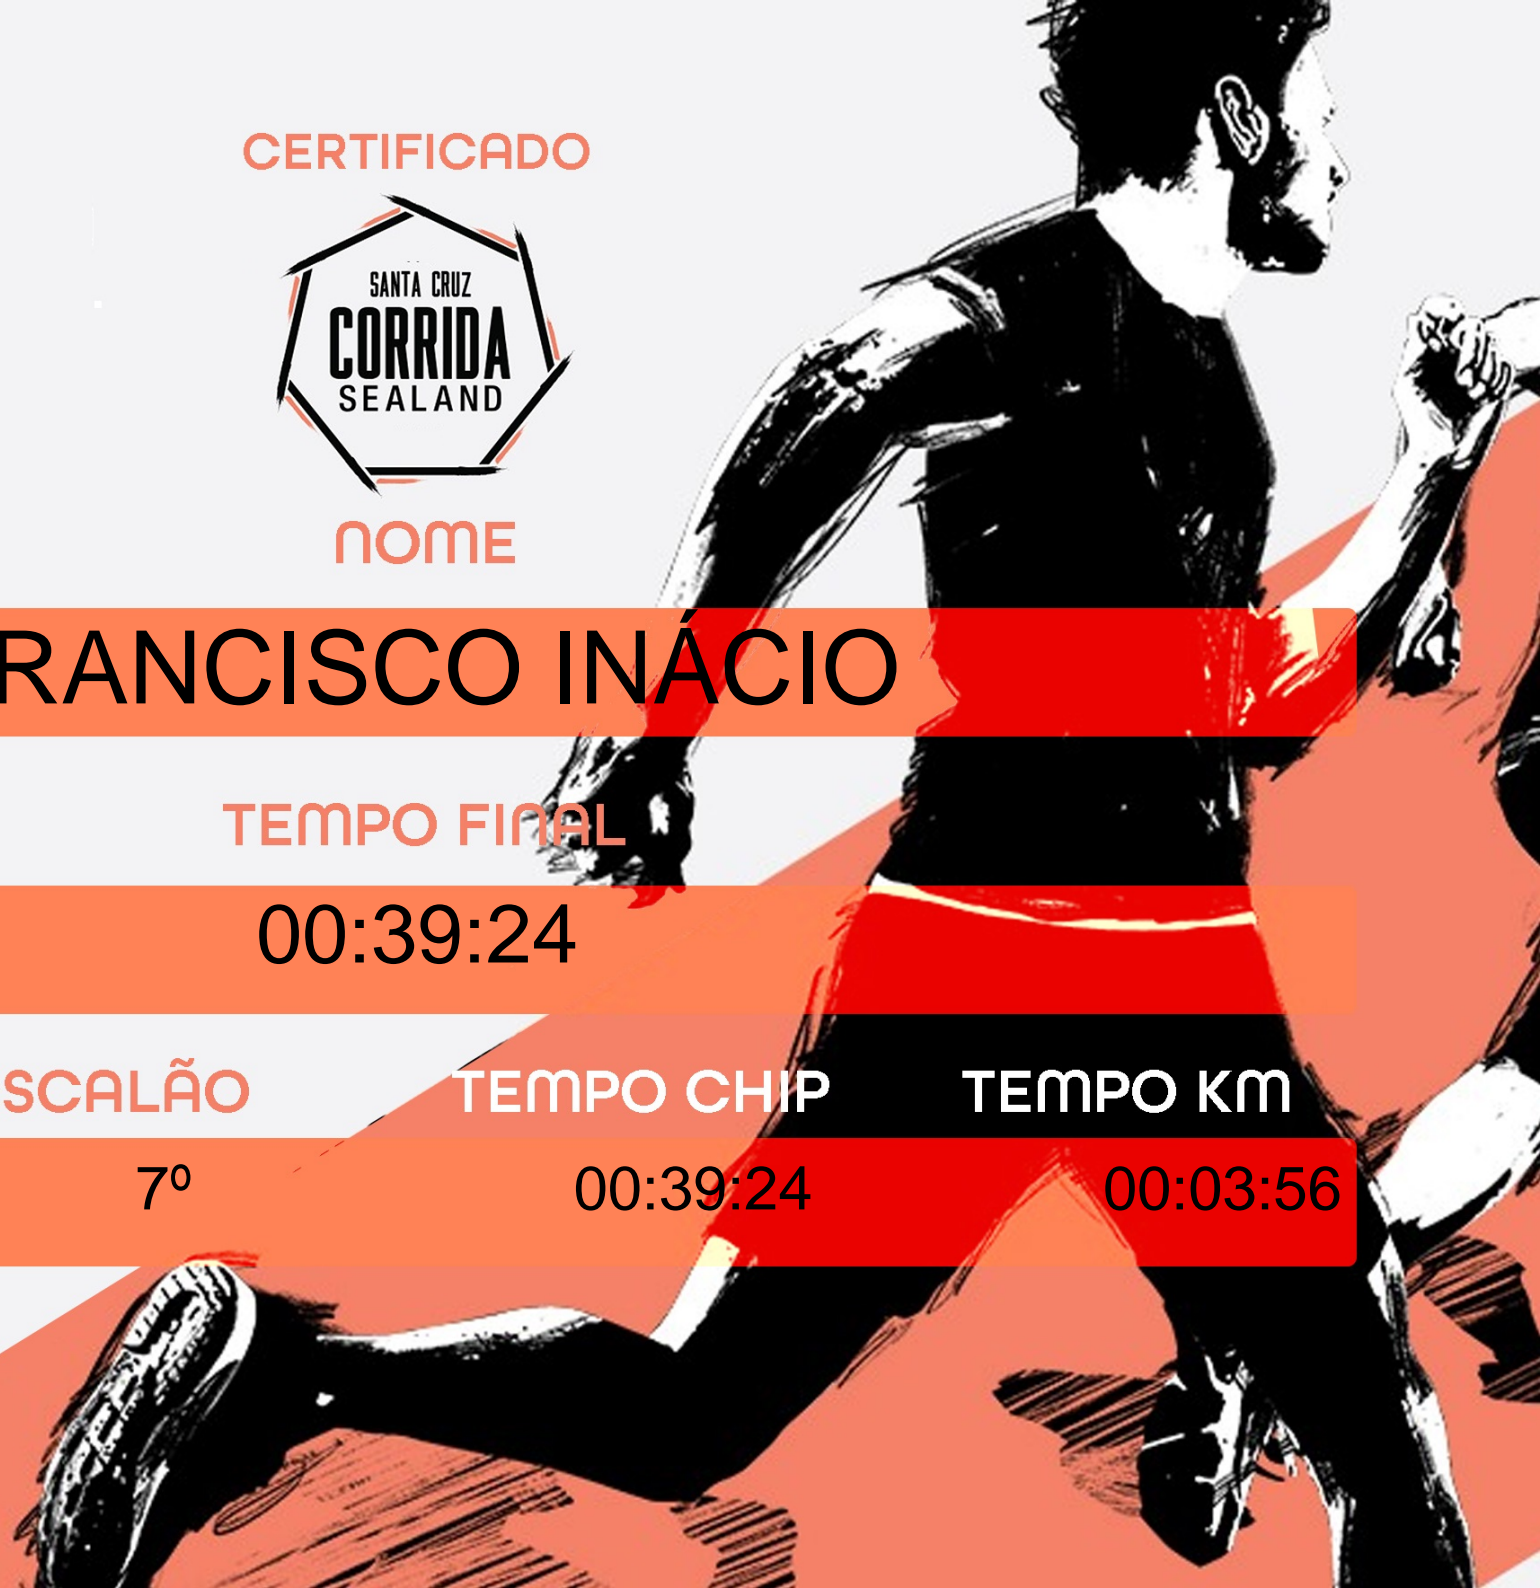 CERTIFICADO
SANTA CRUZ
CORRIDA
SEALAND
NOME
RANCISCO INÁCIO
TEMPO FINAL
00:39:24
SCALÃO TEMPO CHIP TEMPO KM
7º 00:39:24 00:03:56